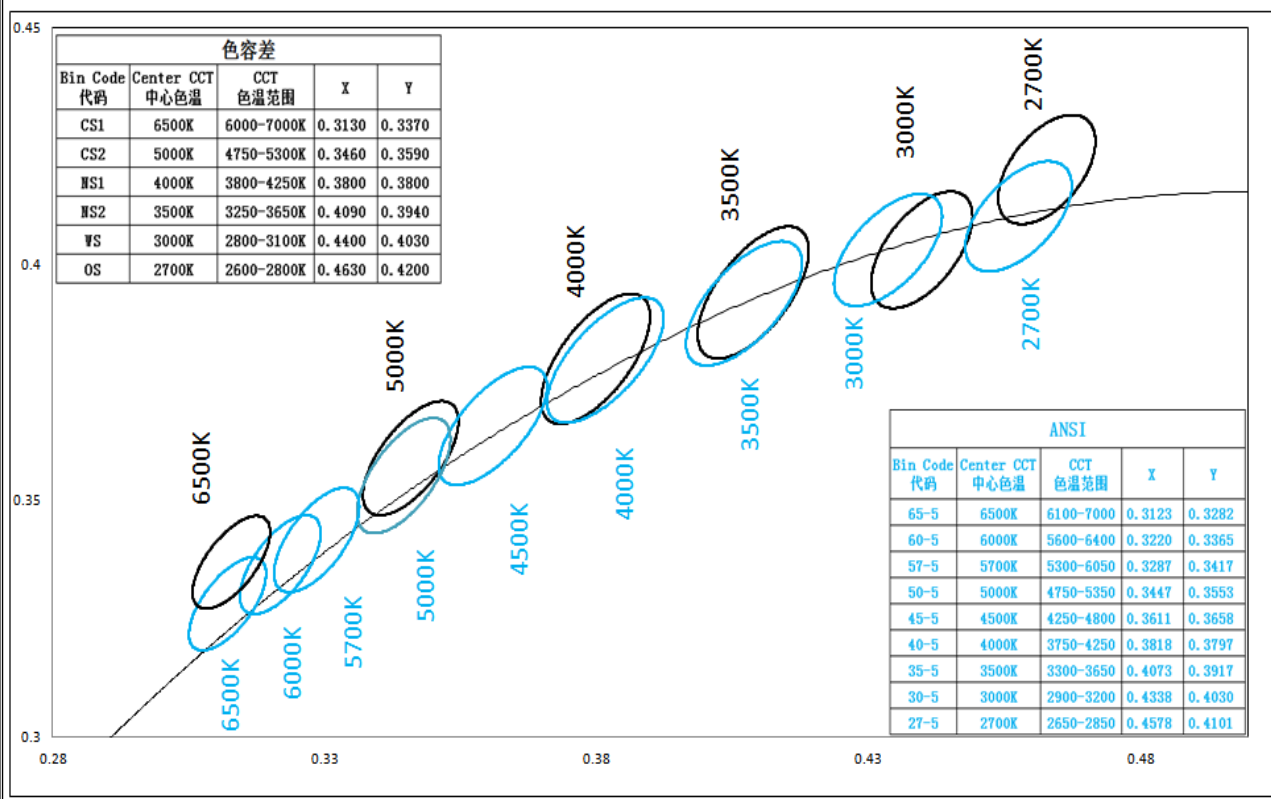 0.45
色容差
Bin Code Center CCT CCT X Y
代码 中心色温 色温范围
CS1 6500K 6000-7000K 0.3130 0.3370
CS2 5000K 4750-5300K 0.3460 0.3590
NS1 4000K 3800-4250K 0.3800 0.3800
NS2 3500K 3250-3650K 0.4090 0.3940
WS 3000K 2800-3100K 0.4400 0.4030
OS 2700K 2600-2800K 0.4630 0.4200
2700K
3000K
3500K
4000K
5000K
6500K
0.4
0.35
0.3
2700K
3000K
3500K
4000K
4500K
5000K
5700K
6000K
6500K
ANSI
Bin Code Center CCT CCT X Y
代码 中心色温 色温范围
65-5 6500K 6100-7000 0.3123 0.3282
60-5 6000K 5600-6400 0.3220 0.3365
57-5 5700K 5300-6050 0.3287 0.3417
50-5 5000K 4750-5350 0.3447 0.3553
45-5 4500K 4250-4800 0.3611 0.3658
40-5 4000K 3750-4250 0.3818 0.3797
35-5 3500K 3300-3650 0.4073 0.3917
30-5 3000K 2900-3200 0.4338 0.4030
27-5 2700K 2650-2850 0.4578 0.4101
0.28 0.33 0.38 0.43 0.48